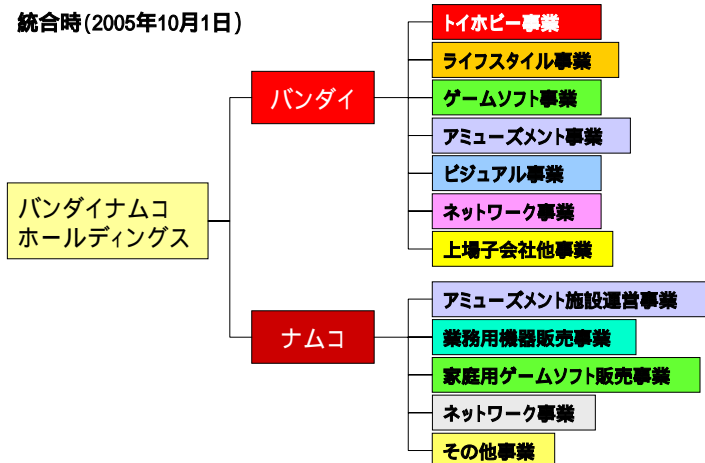 統合時(2005年10月1日)
バンダイナムコ
ホールディングス
バンダイ
トイホビー事業
ライフスタイル事業
ゲームソフト事業
アミューズメント事業
ビジュアル事業
ネットワーク事業
上場子会社他事業
ナムコ
アミューズメント施設運営事業
業務用機器販売事業
家庭用ゲームソフト販売事業
ネットワーク事業
その他事業